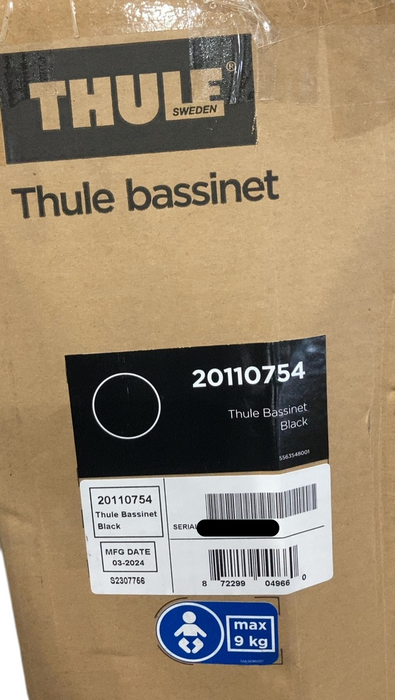 THULE®
SWEDEN
Thule bassinet
20110754
Thule Bassinet
Black
5563548001
20110754
Thule Bassinet
Black
SERIAL
MFG DATE
03-2024
S2307766
8 72299 04966 0
max
9 kg